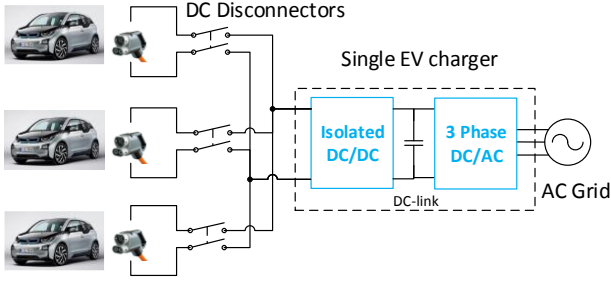 DC Disconnectors
Single EV charger
Isolated
DC/DC
3 Phase
DC/AC
DC-link
AC Grid